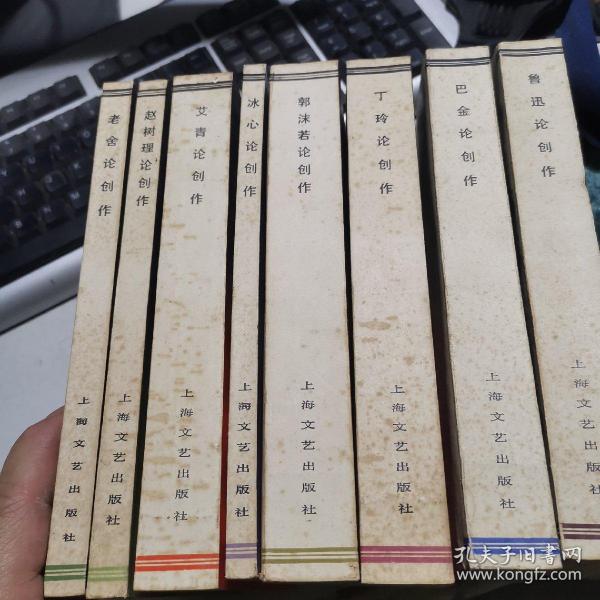 老舍论创作
上海文艺出版社
赵树理论创作
上海文艺出版社
艾青论创作
上海文艺出版社
冰心论创作
上海文艺出版社
郭沫若论创作
上海文艺出版社
丁玲论创作
上海文艺出版社
巴金论创作
上海文艺出版社
鲁迅论创作
上海文艺出版社
孔夫子旧书网
www.kongfz.com